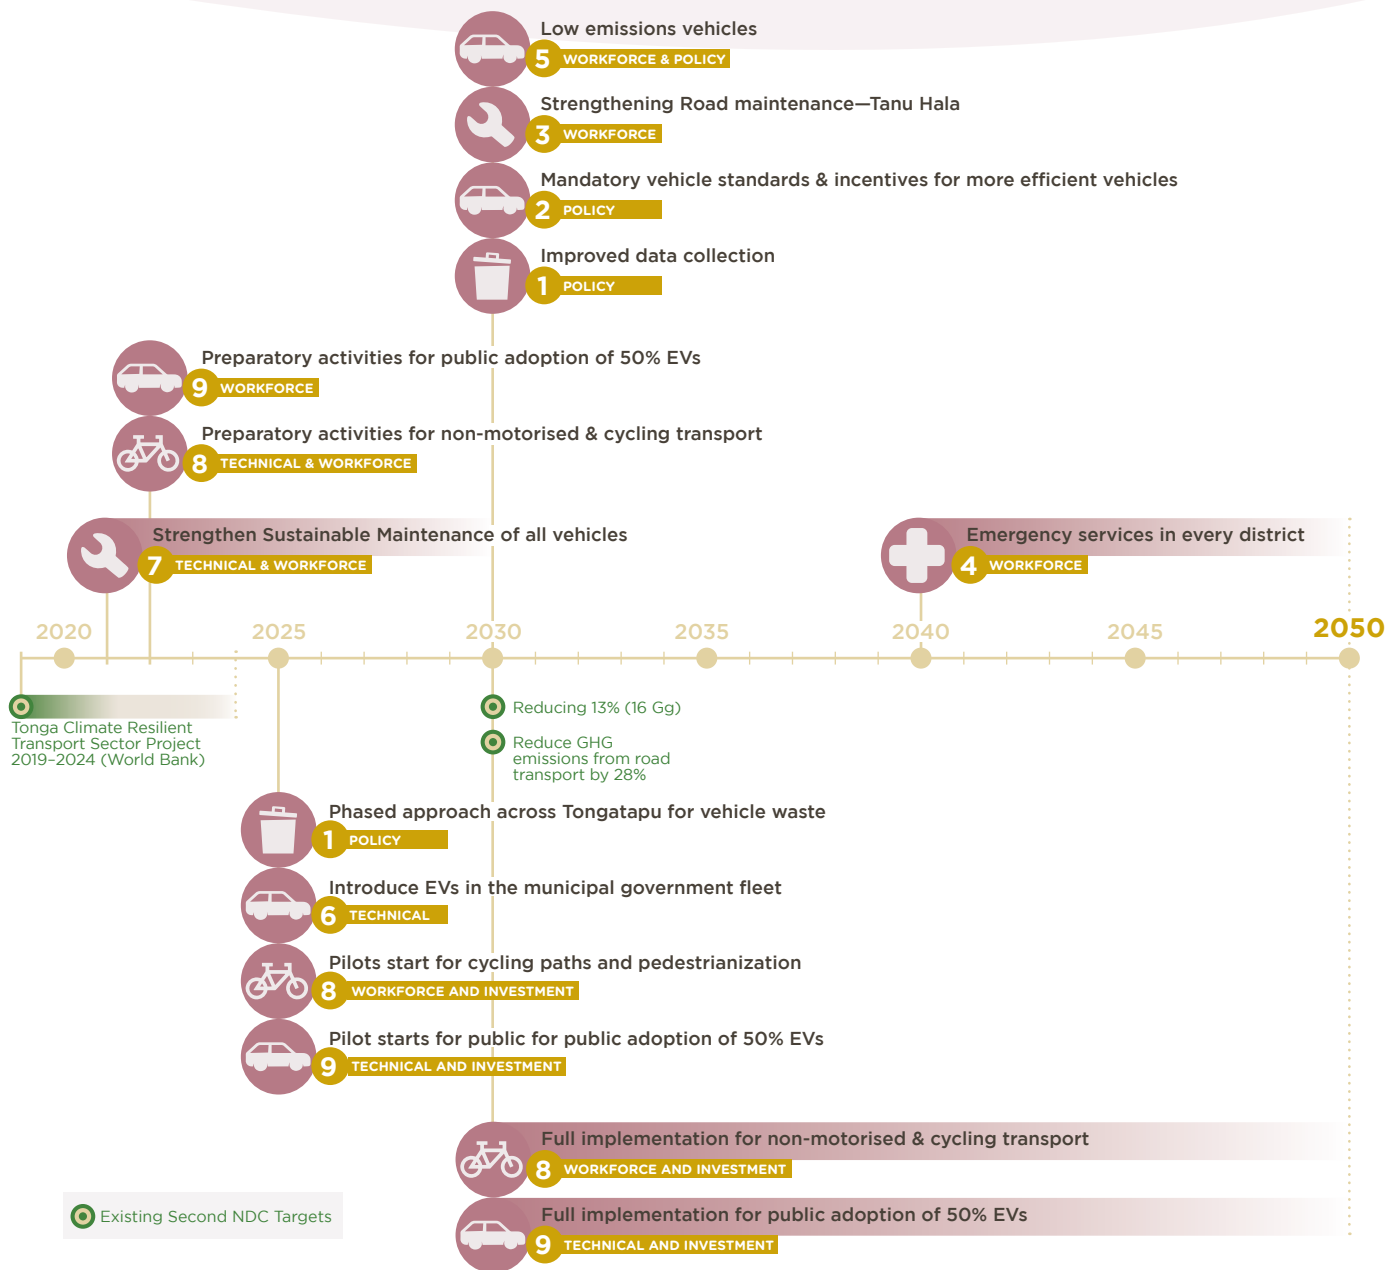 Low emissions vehicles
5 WORKFORCE & POLICY
Strengthening Road maintenance—Tanu Hala
3 WORKFORCE
Mandatory vehicle standards & incentives for more efficient vehicles
2 POLICY
Improved data collection
1 POLICY
Preparatory activities for public adoption of 50% EVs
9 WORKFORCE
Preparatory activities for non-motorised & cycling transport
8 TECHNICAL & WORKFORCE
Strengthen Sustainable Maintenance of all vehicles
7 TECHNICAL & WORKFORCE
Emergency services in every district
4 WORKFORCE
2020 2025 2030 2035 2040 2045 2050
Tonga Climate Resilient
Transport Sector Project
2019–2024 (World Bank)
Reducing 13% (16 Gg)
Reduce GHG
emissions from road
transport by 28%
Phased approach across Tongatapu for vehicle waste
1 POLICY
Introduce EVs in the municipal government fleet
6 TECHNICAL
Pilots start for cycling paths and pedestrianization
8 WORKFORCE AND INVESTMENT
Pilot starts for public for public adoption of 50% EVs
9 TECHNICAL AND INVESTMENT
Full implementation for non-motorised & cycling transport
8 WORKFORCE AND INVESTMENT
Full implementation for public adoption of 50% EVs
9 TECHNICAL AND INVESTMENT
Existing Second NDC Targets